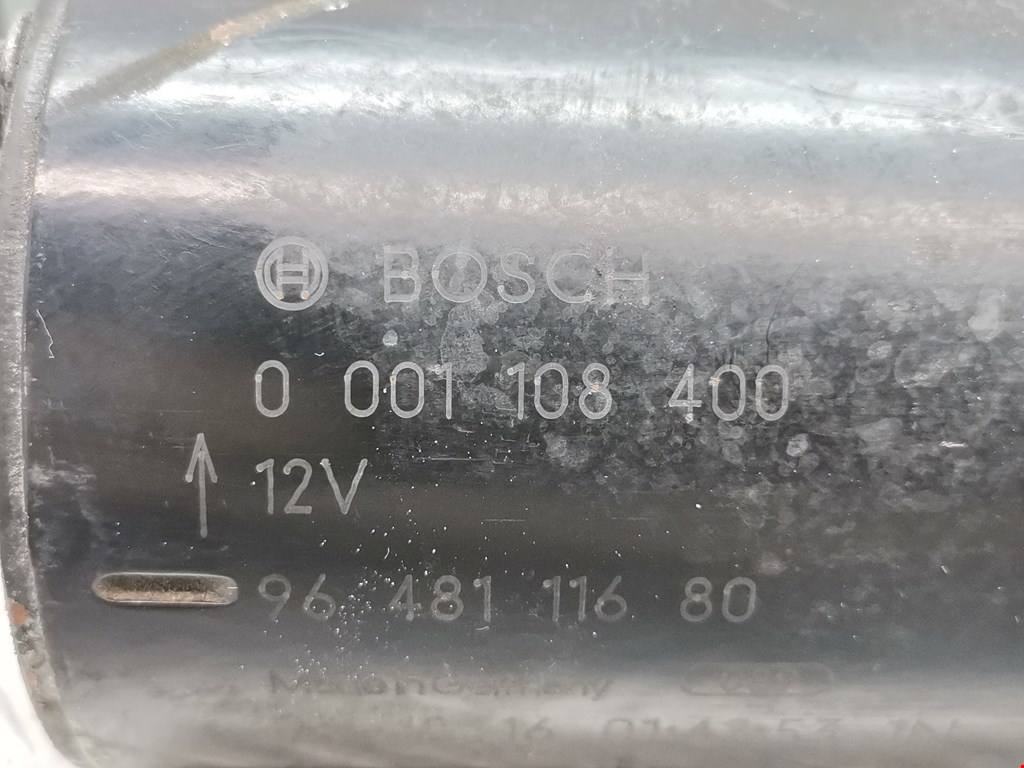 BOSCH
0 001 108 400
12V
96 481 116 80
Made in Germany